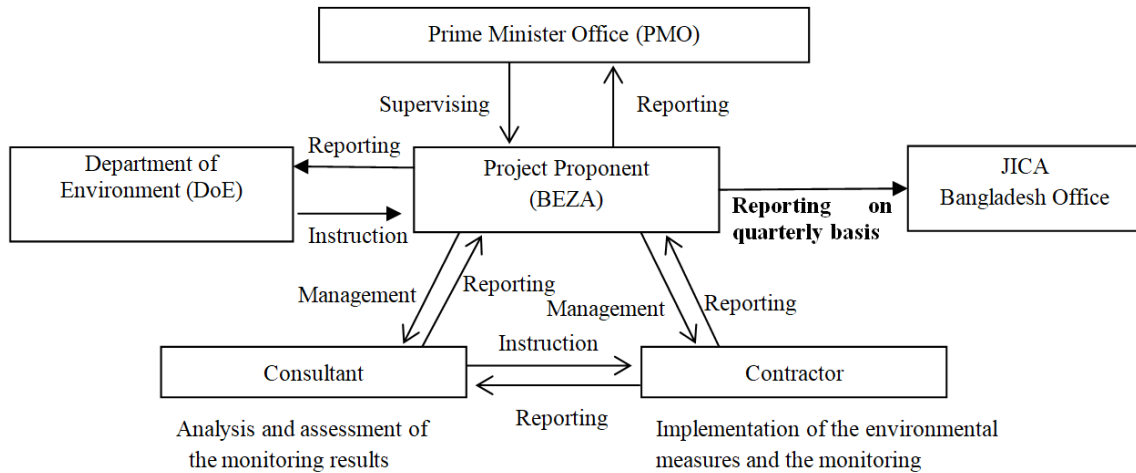 Prime Minister Office (PMO)
Supervising
Reporting
Reporting
Department of
Environment (DoE)
Project Proponent
(BEZA)
JICA
Bangladesh Office
Reporting on
quarterly basis
Instruction
Management
Reporting
Management
Reporting
Instruction
Consultant
Contractor
Reporting
Analysis and assessment of
the monitoring results
Implementation of the environmental
measures and the monitoring